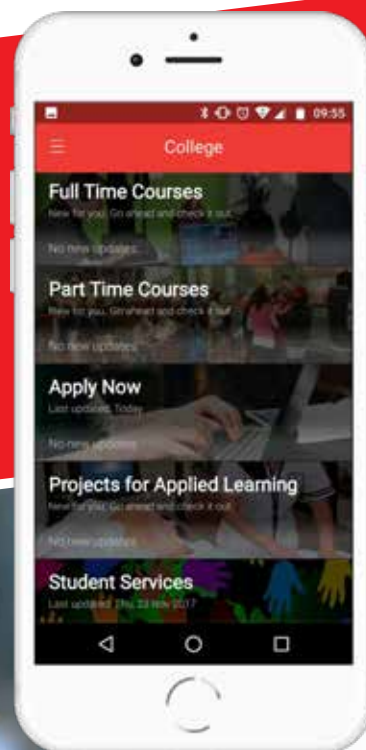 09:55
College
Full Time Courses
New for you. Go ahead and check it out.
No new updates.
Part Time Courses
New for you. Go ahead and check it out.
No new updates.
Apply Now
Last updated, Today
No new updates.
Projects for Applied Learning
New for you. Go ahead and check it out.
No new updates.
Student Services
Last updated Thu, 23 Nov 2017